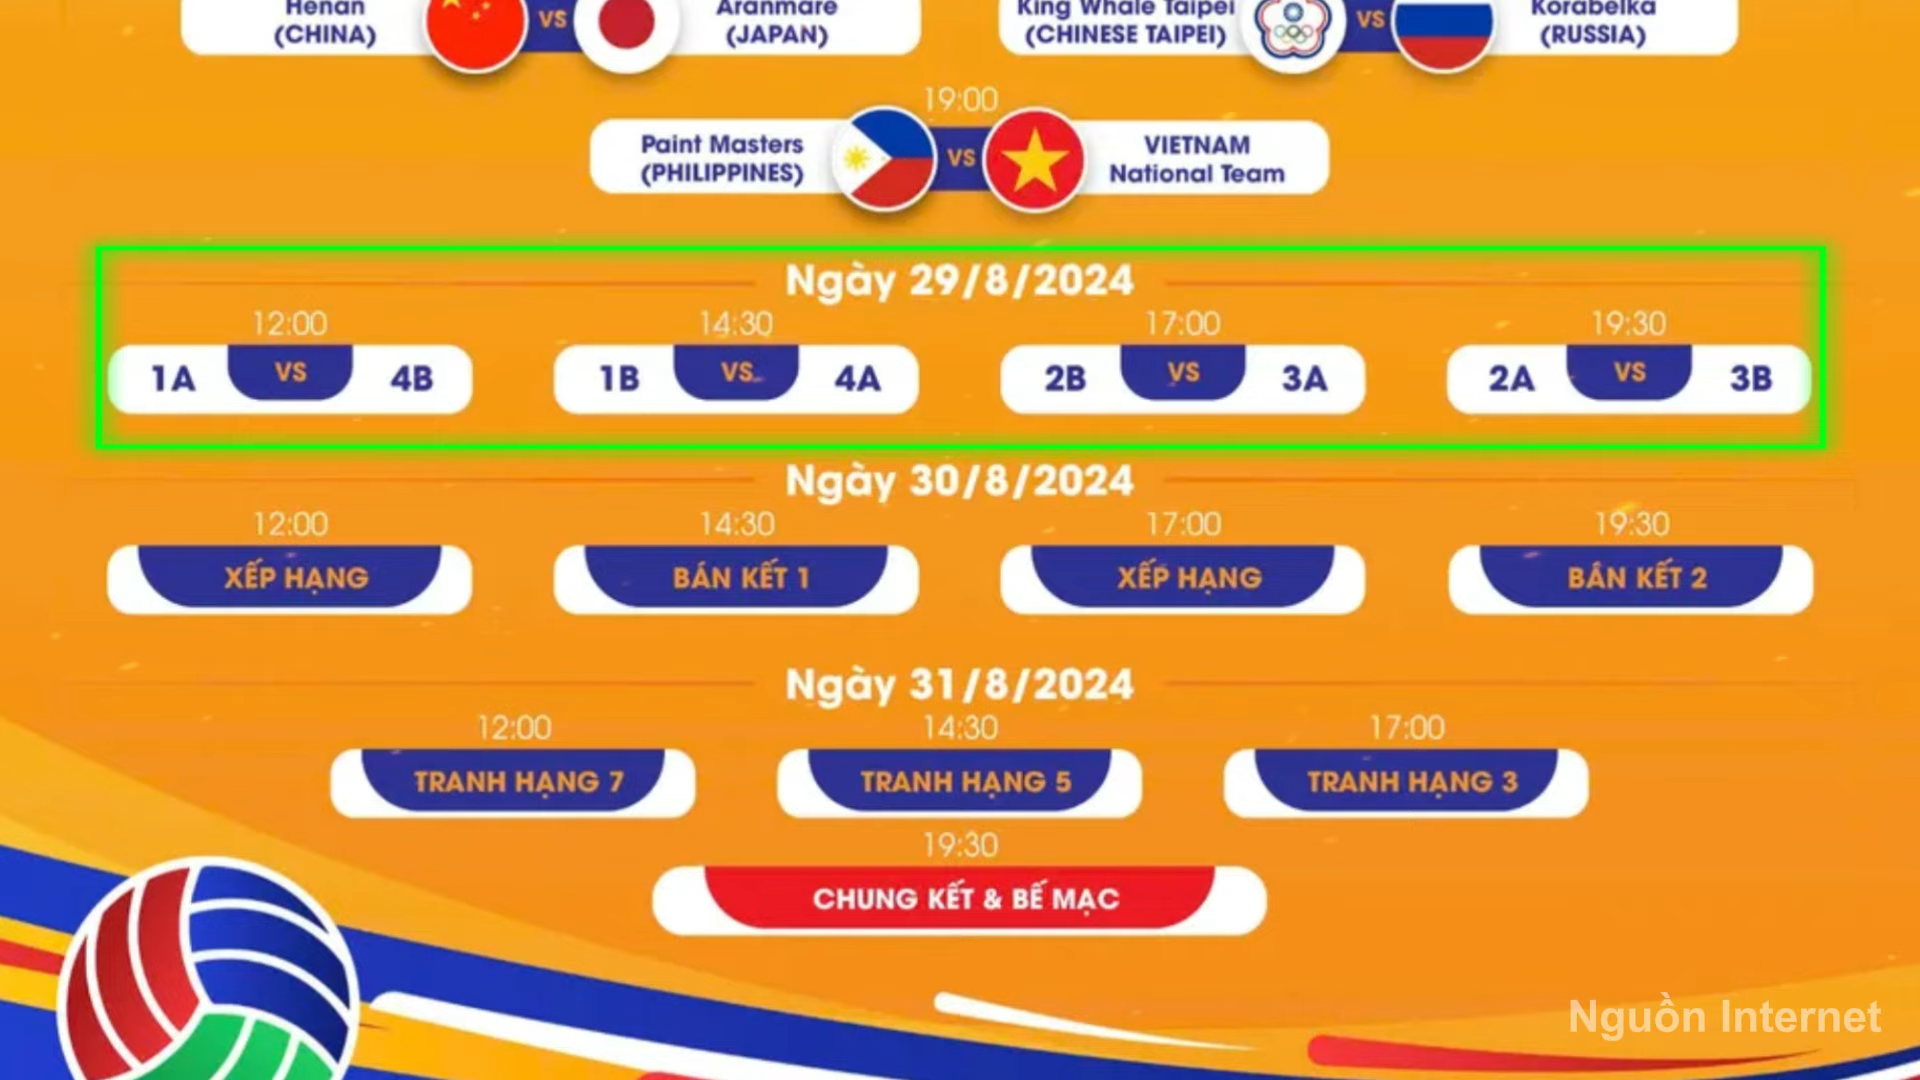 Henan
(CHINA)
VS
Aranmare
(JAPAN)
King Whale Taipei
(CHINESE TAIPEI)
VS
Korabelka
(RUSSIA)
19:00
Paint Masters
(PHILIPPINES)
VS
VIETNAM
National Team
Ngày 29/8/2024
12:00
1A VS 4B
14:30
1B VS 4A
17:00
2B VS 3A
19:30
2A VS 3B
Ngày 30/8/2024
12:00
XẾP HẠNG
14:30
BÁN KẾT 1
17:00
XẾP HẠNG
19:30
BÁN KẾT 2
Ngày 31/8/2024
12:00
TRANH HẠNG 7
14:30
TRANH HẠNG 5
17:00
TRANH HẠNG 3
19:30
CHUNG KẾT & BẾ MẠC
Nguồn Internet